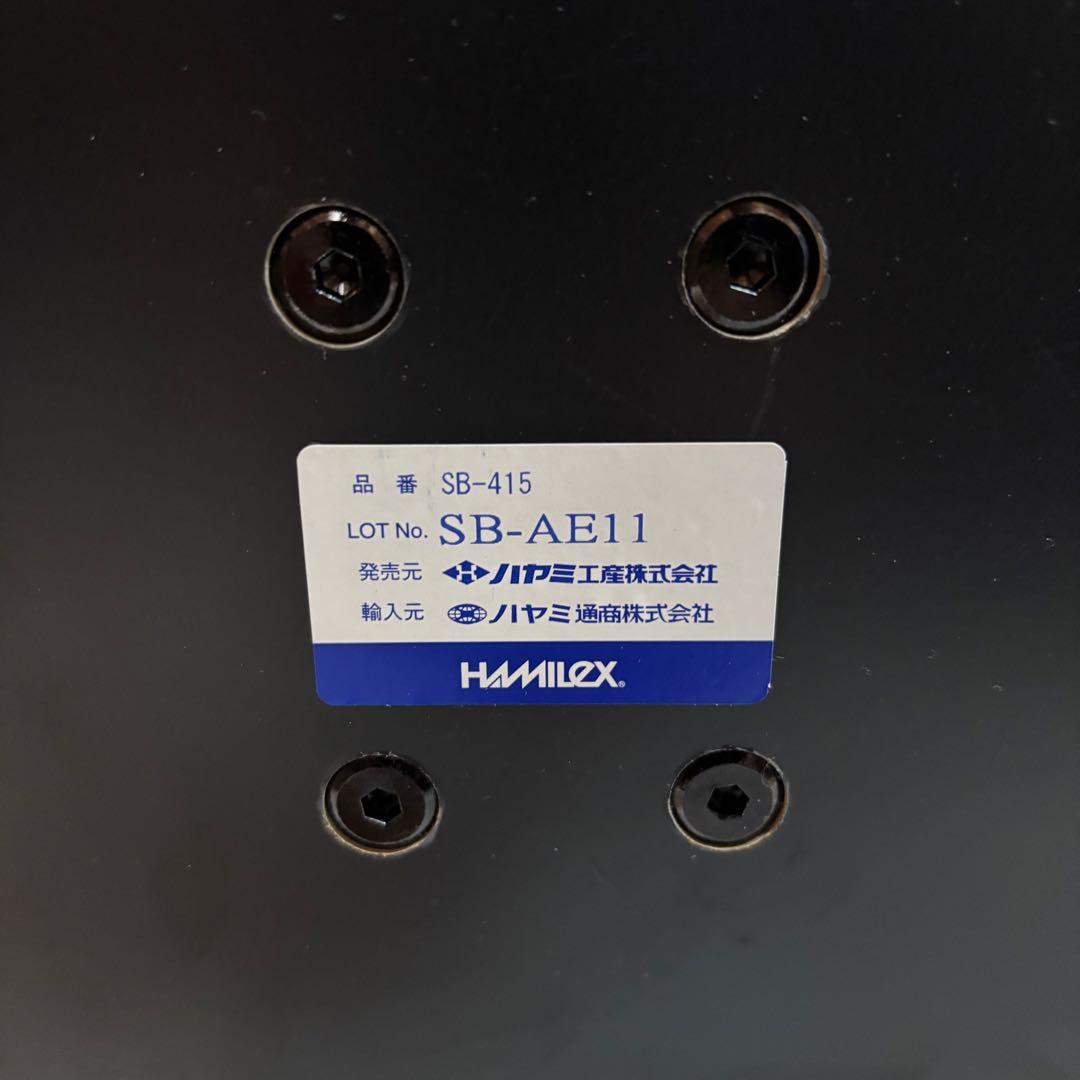 品番 SB-415
LOT No. SB-AE11
発売元 H ハヤミ工産株式会社
輸入元 ハヤミ通商株式会社
HAMILEX®